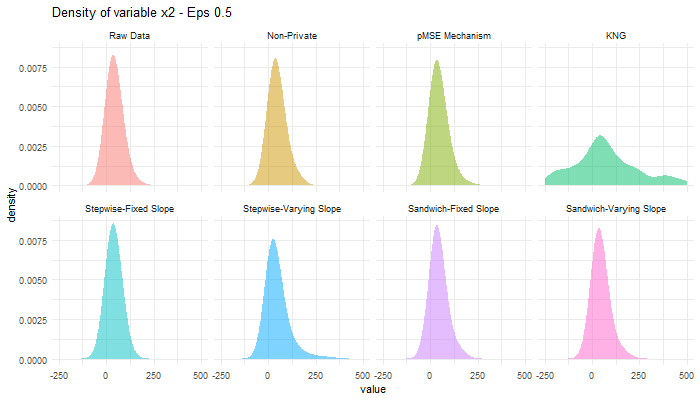 Density of variable x2 - Eps 0.5
Raw Data Non-Private pMSE Mechanism KNG
0.0075
0.0050
0.0025
0.0000
density
Stepwise-Fixed Slope Stepwise-Varying Slope Sandwich-Fixed Slope Sandwich-Varying Slope
0.0075
0.0050
0.0025
0.0000
-250 0 250 500 -250 0 250 500 -250 0 250 500 -250 0 250 500
value